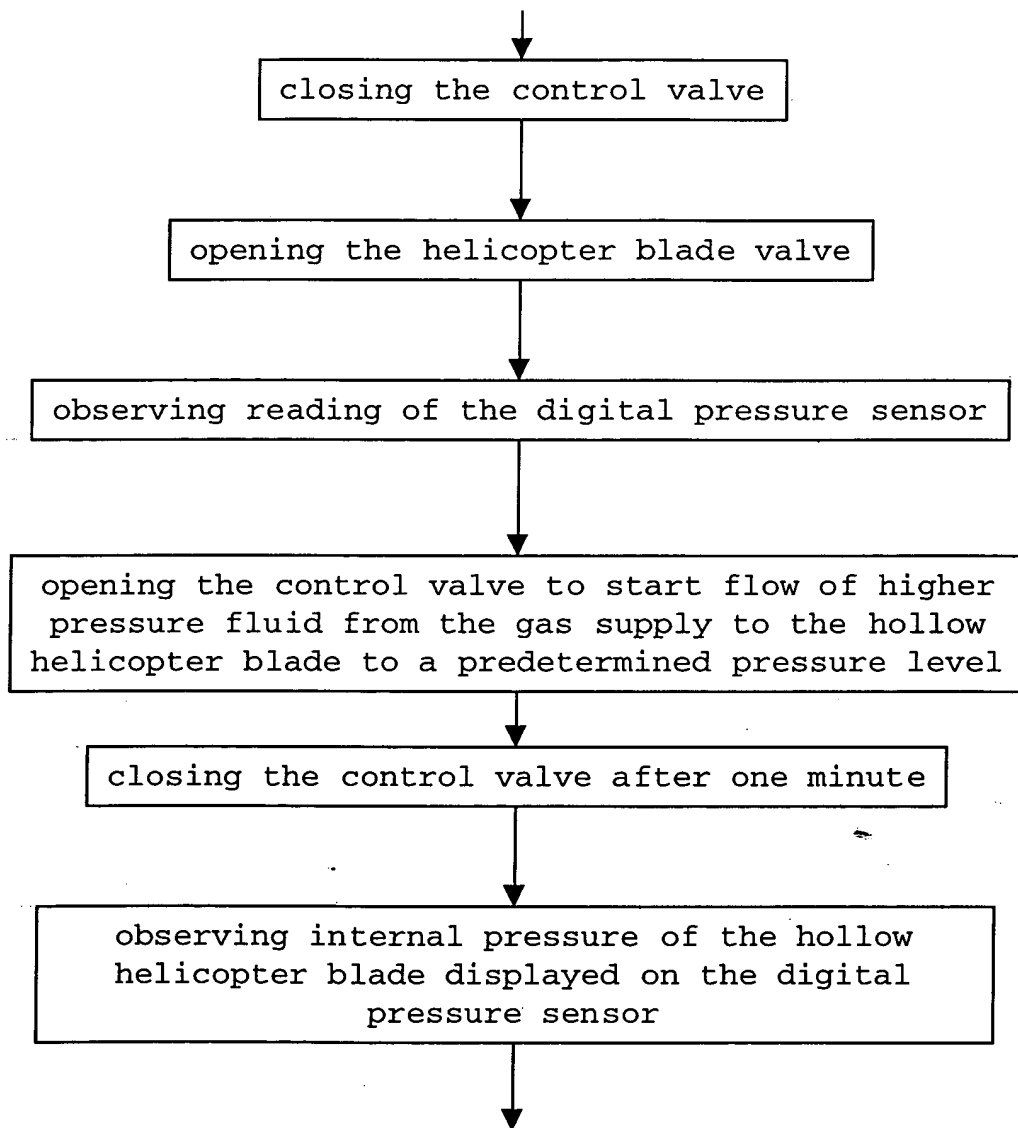 closing the control valve
opening the helicopter blade valve
observing reading of the digital pressure sensor
opening the control valve to start flow of higher
pressure fluid from the gas supply to the hollow
helicopter blade to a predetermined pressure level
closing the control valve after one minute
observing internal pressure of the hollow
helicopter blade displayed on the digital
pressure sensor